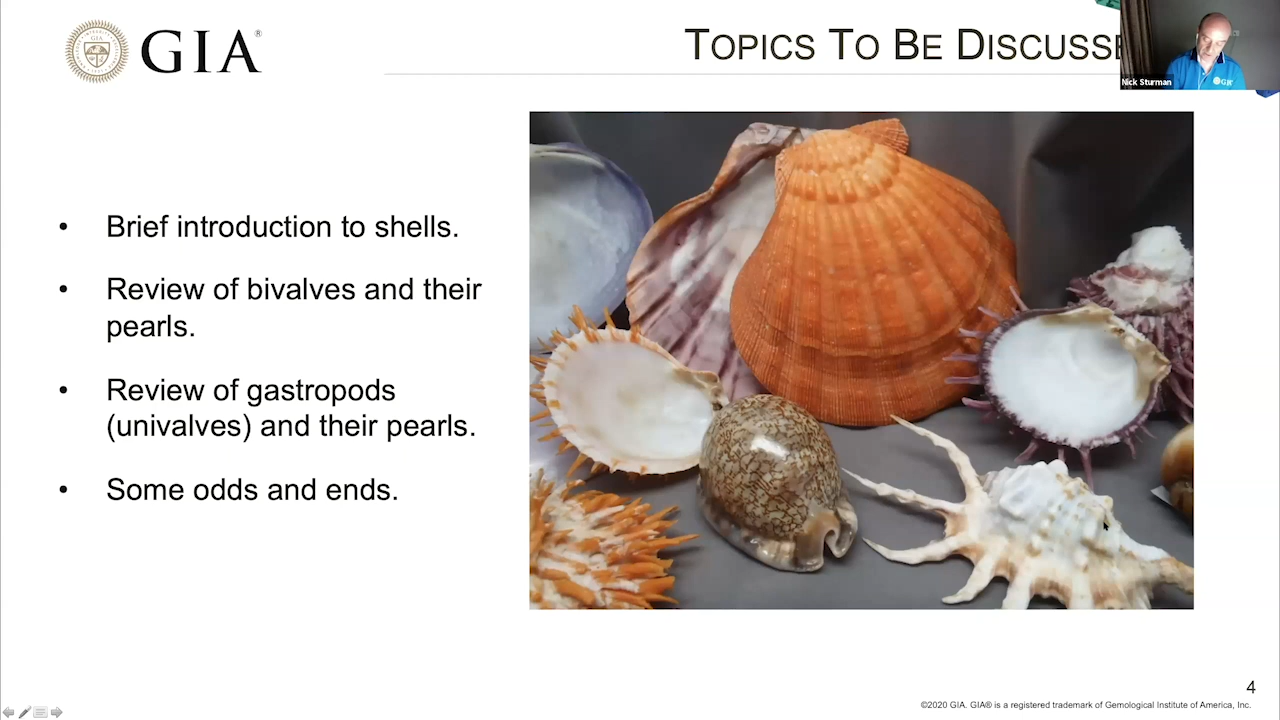 GIA®
TOPICS TO BE DISCUSSE
Nick Sturman
GIA
• Brief introduction to shells.
• Review of bivalves and their
pearls.
• Review of gastropods
(univalves) and their pearls.
• Some odds and ends.
4
©2020 GIA. GIA® is a registered trademark of Gemological Institute of America, Inc.